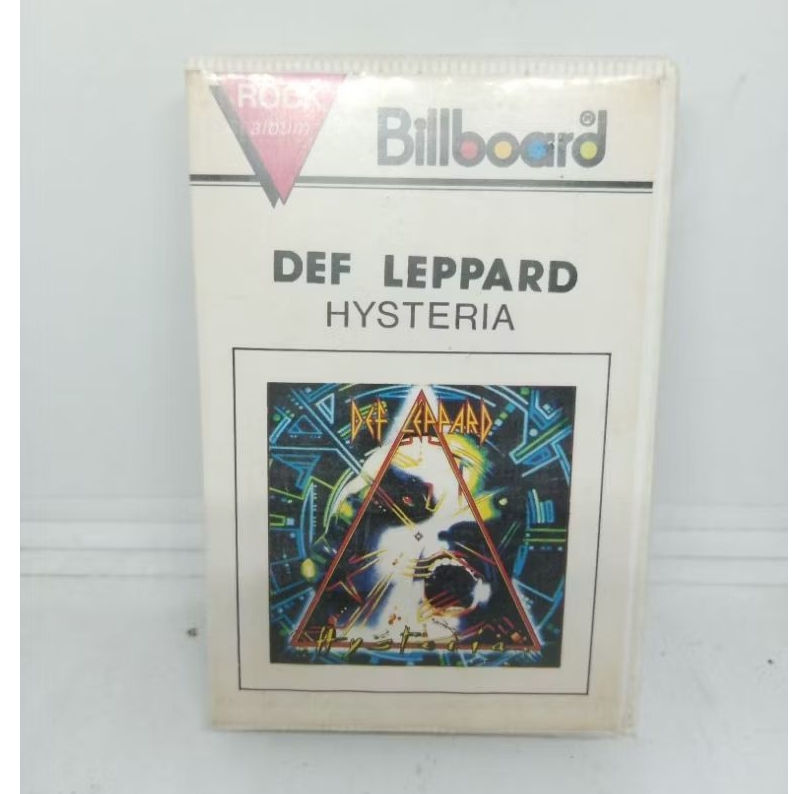 ROCK
album
Billboard®
DEF LEPPARD
HYSTERIA
DEF LEPPARD
Hysteria